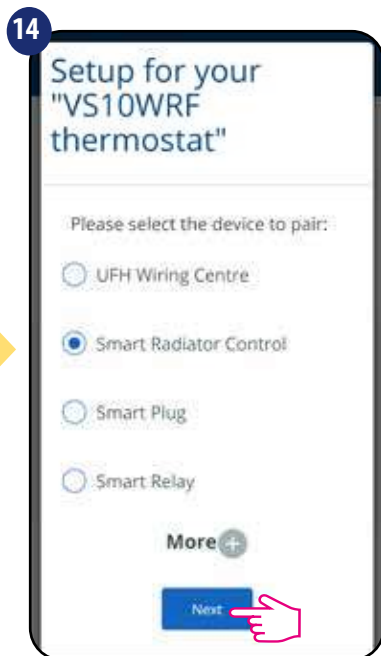 14
Setup for your
"VS10WRF
thermostat"
Please select the device to pair:
UFH Wiring Centre
Smart Radiator Control
Smart Plug
Smart Relay
More
Next